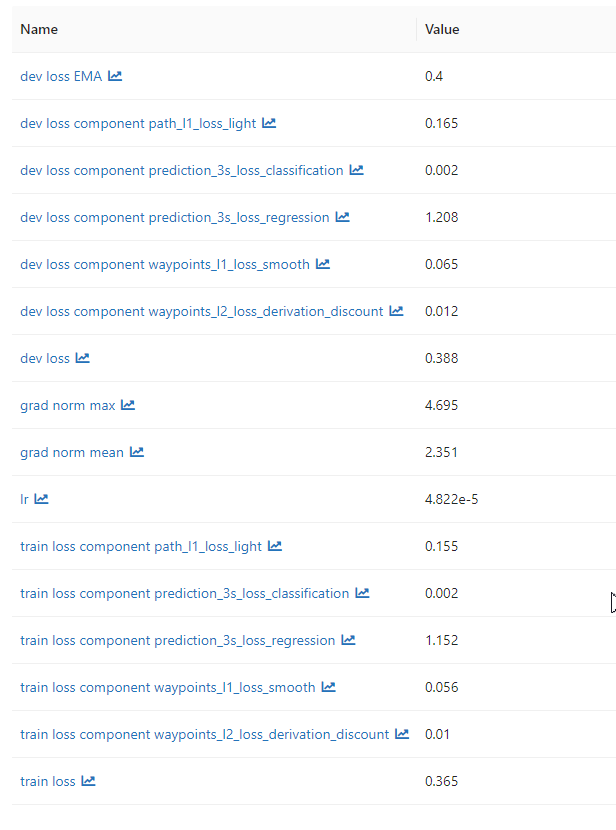 Name Value
dev loss EMA 0.4
dev loss component path_l1_loss_light 0.165
dev loss component prediction_3s_loss_classification 0.002
dev loss component prediction_3s_loss_regression 1.208
dev loss component waypoints_l1_loss_smooth 0.065
dev loss component waypoints_l2_loss_derivation_discount 0.012
dev loss 0.388
grad norm max 4.695
grad norm mean 2.351
lr 4.822e-5
train loss component path_l1_loss_light 0.155
train loss component prediction_3s_loss_classification 0.002
train loss component prediction_3s_loss_regression 1.152
train loss component waypoints_l1_loss_smooth 0.056
train loss component waypoints_l2_loss_derivation_discount 0.01
train loss 0.365